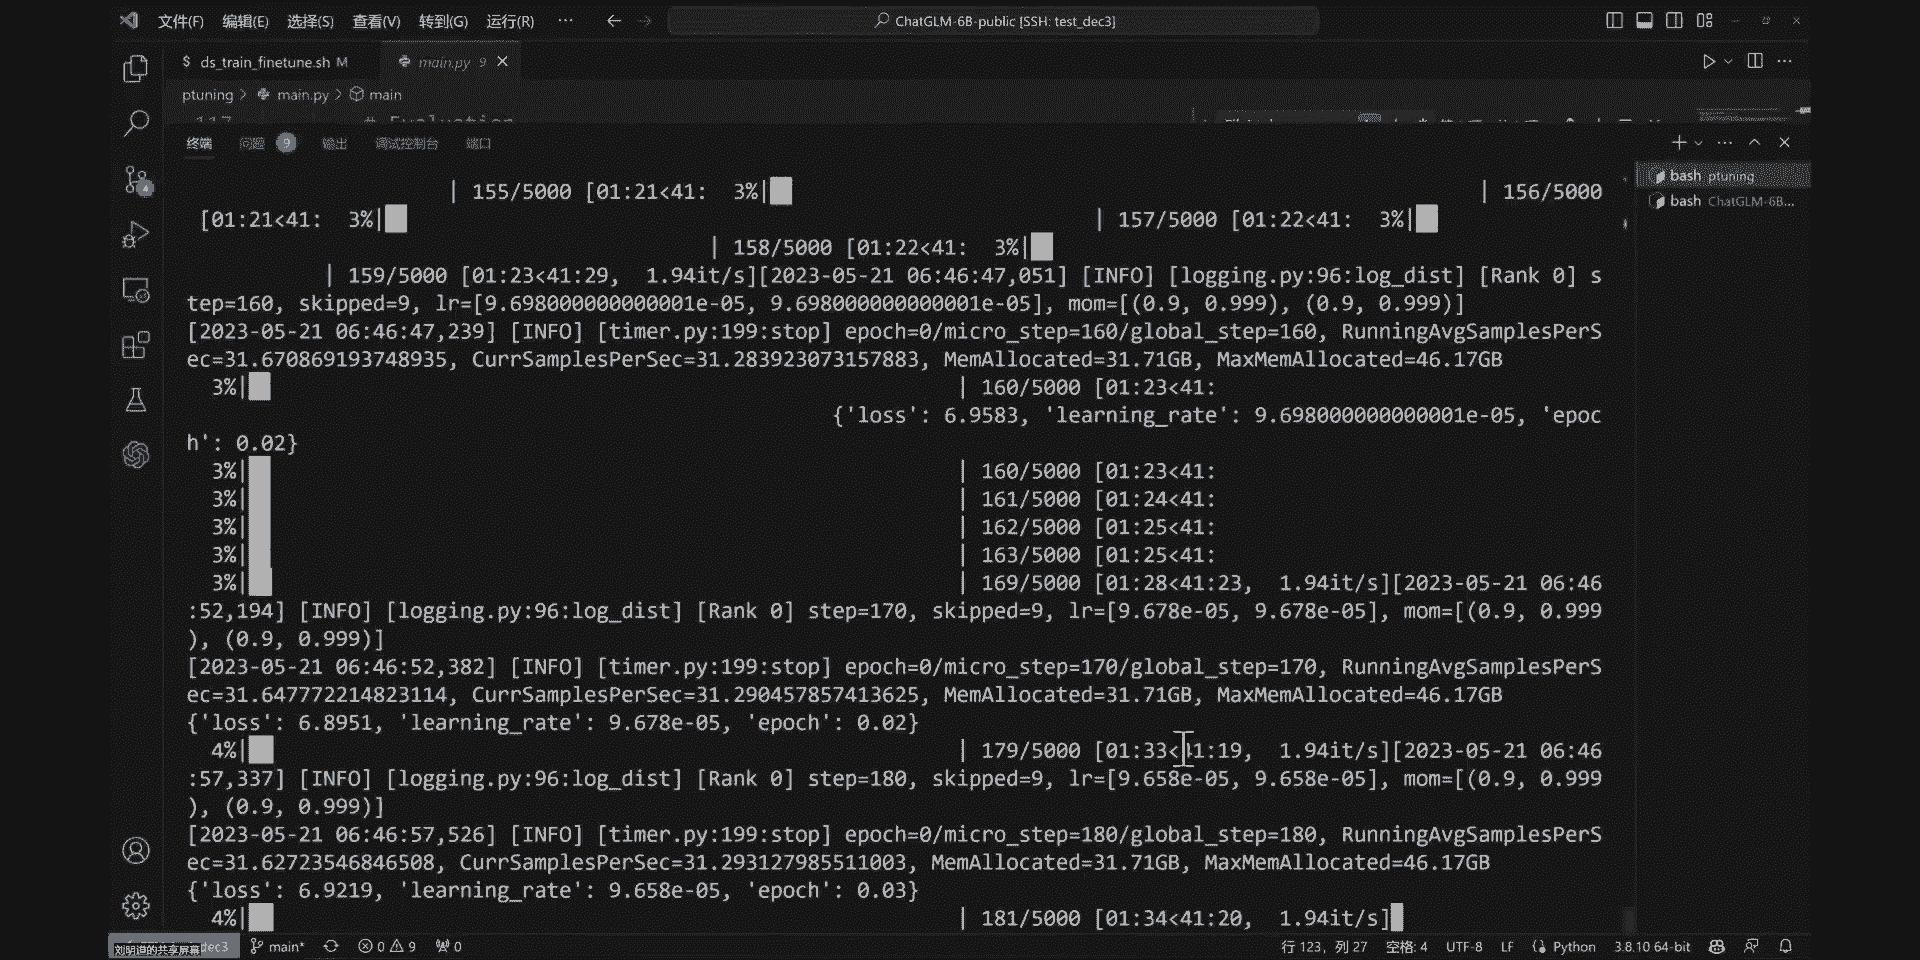 文件(F) 编辑(E) 选择(S) 查看(V) 转到(G) 运行(R) ··· ChatGLM-6B-public [SSH: test_dec3]
$ ds_train_finetune.sh M main.py 9
ptuning > main.py > main
117 # Evaluation
终端 问题 9 输出 调试控制台 端口
bash ptuning
bash ChatGLM-6B...
4
| 155/5000 [01:21<41: 3%| | 156/5000
[01:21<41: 3%| | 157/5000 [01:22<41: 3%|
| 158/5000 [01:22<41: 3%|
| 159/5000 [01:23<41:29, 1.94it/s][2023-05-21 06:46:47,051] [INFO] [logging.py:96:log_dist] [Rank 0] s
tep=160, skipped=9, lr=[9.698000000000001e-05, 9.698000000000001e-05], mom=[(0.9, 0.999), (0.9, 0.999)]
[2023-05-21 06:46:47,239] [INFO] [timer.py:199:stop] epoch=0/micro_step=160/global_step=160, RunningAvgSamplesPerS
ec=31.670869193748935, CurrSamplesPerSec=31.283923073157883, MemAllocated=31.71GB, MaxMemAllocated=46.17GB
3%| | 160/5000 [01:23<41:
{'loss': 6.9583, 'learning_rate': 9.698000000000001e-05, 'epoc
h': 0.02}
3%| | 160/5000 [01:23<41:
3%| | 161/5000 [01:24<41:
3%| | 162/5000 [01:25<41:
3%| | 163/5000 [01:25<41:
3%| | 169/5000 [01:28<41:23, 1.94it/s][2023-05-21 06:46
:52,194] [INFO] [logging.py:96:log_dist] [Rank 0] step=170, skipped=9, lr=[9.678e-05, 9.678e-05], mom=[(0.9, 0.999
), (0.9, 0.999)]
[2023-05-21 06:46:52,382] [INFO] [timer.py:199:stop] epoch=0/micro_step=170/global_step=170, RunningAvgSamplesPerS
ec=31.647772214823114, CurrSamplesPerSec=31.290457857413625, MemAllocated=31.71GB, MaxMemAllocated=46.17GB
{'loss': 6.8951, 'learning_rate': 9.678e-05, 'epoch': 0.02}
4%| | 179/5000 [01:33<41:19, 1.94it/s][2023-05-21 06:46
:57,337] [INFO] [logging.py:96:log_dist] [Rank 0] step=180, skipped=9, lr=[9.658e-05, 9.658e-05], mom=[(0.9, 0.999
), (0.9, 0.999)]
[2023-05-21 06:46:57,526] [INFO] [timer.py:199:stop] epoch=0/micro_step=180/global_step=180, RunningAvgSamplesPerS
ec=31.62723546846508, CurrSamplesPerSec=31.293127985511003, MemAllocated=31.71GB, MaxMemAllocated=46.17GB
{'loss': 6.9219, 'learning_rate': 9.658e-05, 'epoch': 0.03}
4%| | 181/5000 [01:34<41:20, 1.94it/s]
刘明道的共享屏幕 dec3 main* 0 9 0 行 123，列 27 空格: 4 UTF-8 LF Python 3.8.10 64-bit